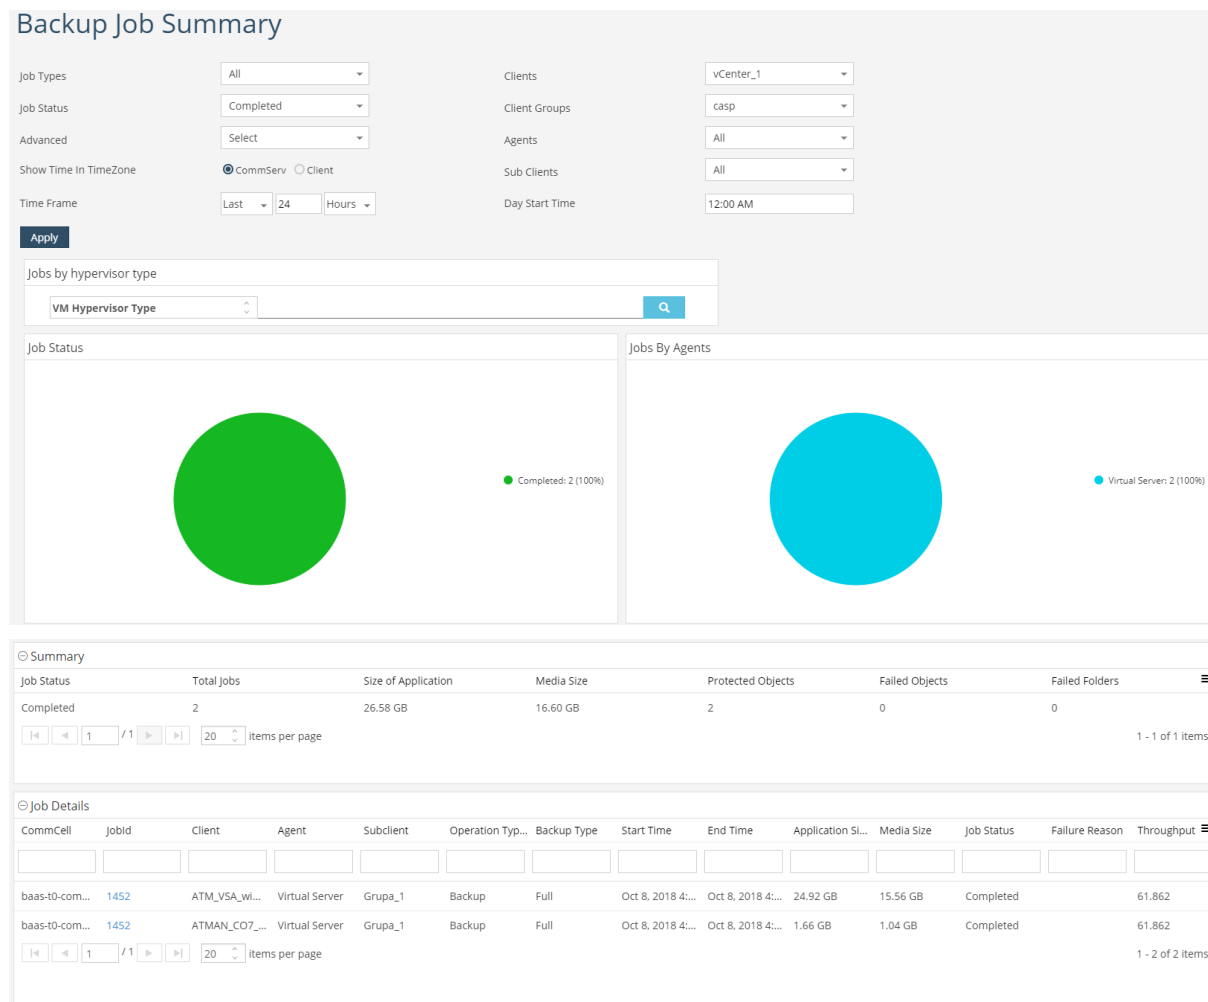 Backup Job Summary
Job Types All Clients vCenter_1
Job Status Completed Client Groups casp
Advanced Select Agents All
Show Time In TimeZone CommServ Client Sub Clients All
Time Frame Last 24 Hours Day Start Time 12:00 AM
Apply
Jobs by hypervisor type
VM Hypervisor Type
Job Status Jobs By Agents
Completed: 2 (100%) Virtual Server: 2 (100%)
Summary
Job Status Total Jobs Size of Application Media Size Protected Objects Failed Objects Failed Folders
Completed 2 26.58 GB 16.60 GB 2 0 0
1 / 1 20 items per page 1 - 1 of 1 items
Job Details
CommCell JobId Client Agent Subclient Operation Typ... Backup Type Start Time End Time Application Si... Media Size Job Status Failure Reason Throughput
baas-t0-com... 1452 ATM_VSA_wi... Virtual Server Grupa_1 Backup Full Oct 8, 2018 4:... Oct 8, 2018 4:... 24.92 GB 15.56 GB Completed 61.862
baas-t0-com... 1452 ATMAN_CO7_... Virtual Server Grupa_1 Backup Full Oct 8, 2018 4:... Oct 8, 2018 4:... 1.66 GB 1.04 GB Completed 61.862
1 / 1 20 items per page 1 - 2 of 2 items